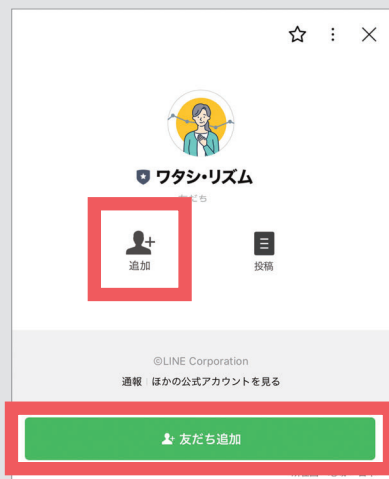 ワタシ・リズム
追加
投稿
©LINE Corporation
通報 ほかの公式アカウントを見る
友だち追加